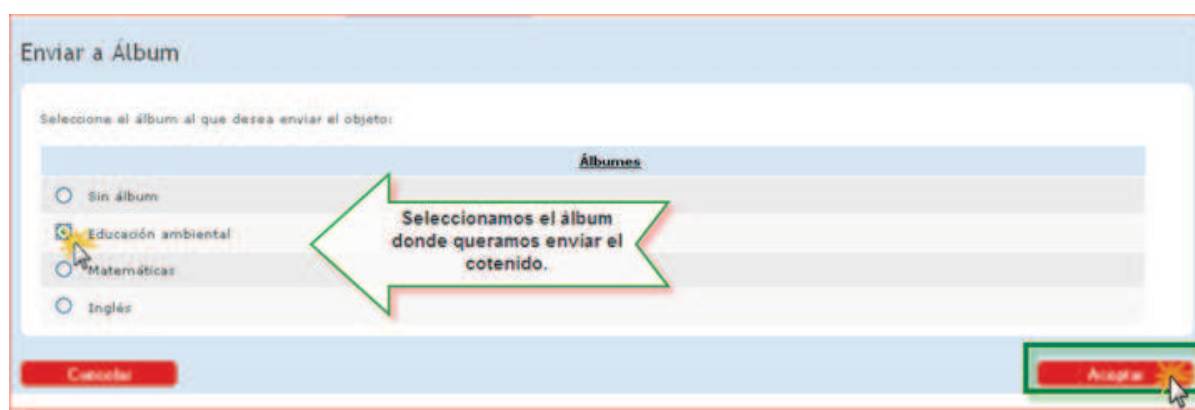 Enviar a Álbum
Seleccione el álbum al que desea enviar el objeto:
Álbumes
Sin álbum
Educación ambiental
Matemáticas
Inglés
Seleccionamos el álbum
donde queramos enviar el
cotenido.
Cancelar
Aceptar